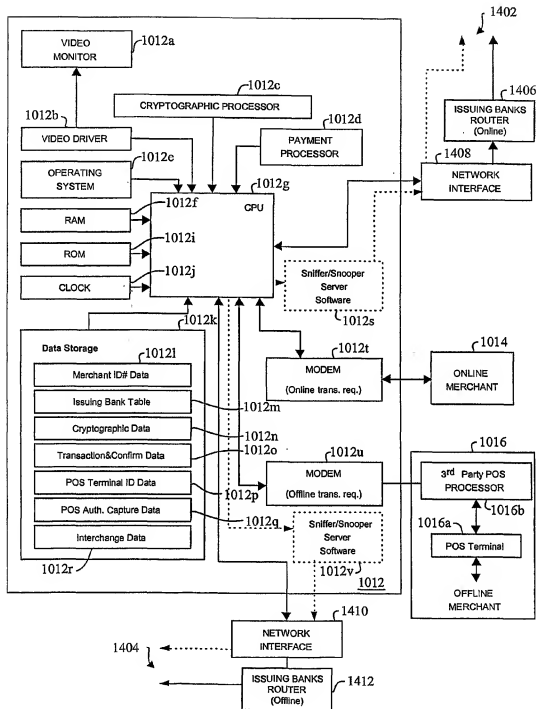 1012a
1402
VIDEO
MONITOR
1012c
1012b
CRYPTOGRAPHIC PROCESSOR
1012d
1406
VIDEO DRIVER
1012e
PAYMENT
PROCESSOR
ISSUING BANKS
ROUTER
(Online)
OPERATING
SYSTEM
1012g
1408
1012f
CPU
NETWORK
INTERFACE
RAM
1012i
ROM
1012j
CLOCK
Sniffer/Snooper
Server
Software
1012k
1012s
Data Storage
1012l
1012t
1014
Merchant ID# Data
MODEM
(Online trans. req.)
ONLINE
MERCHANT
Issuing Bank Table
1012m
Cryptographic Data
1012n
1012u
1016
Transaction&Confirm Data
1012o
MODEM
(Offline trans. req.)
3rd Party POS
PROCESSOR
POS Terminal ID Data
1012p
1016b
POS Auth. Capture Data
1012q
1016a
Sniffer/Snooper
Server
Software
POS Terminal
Interchange Data
1012r
1012v
1012
OFFLINE
MERCHANT
1410
1404
NETWORK
INTERFACE
ISSUING BANKS
ROUTER
(Offline)
1412